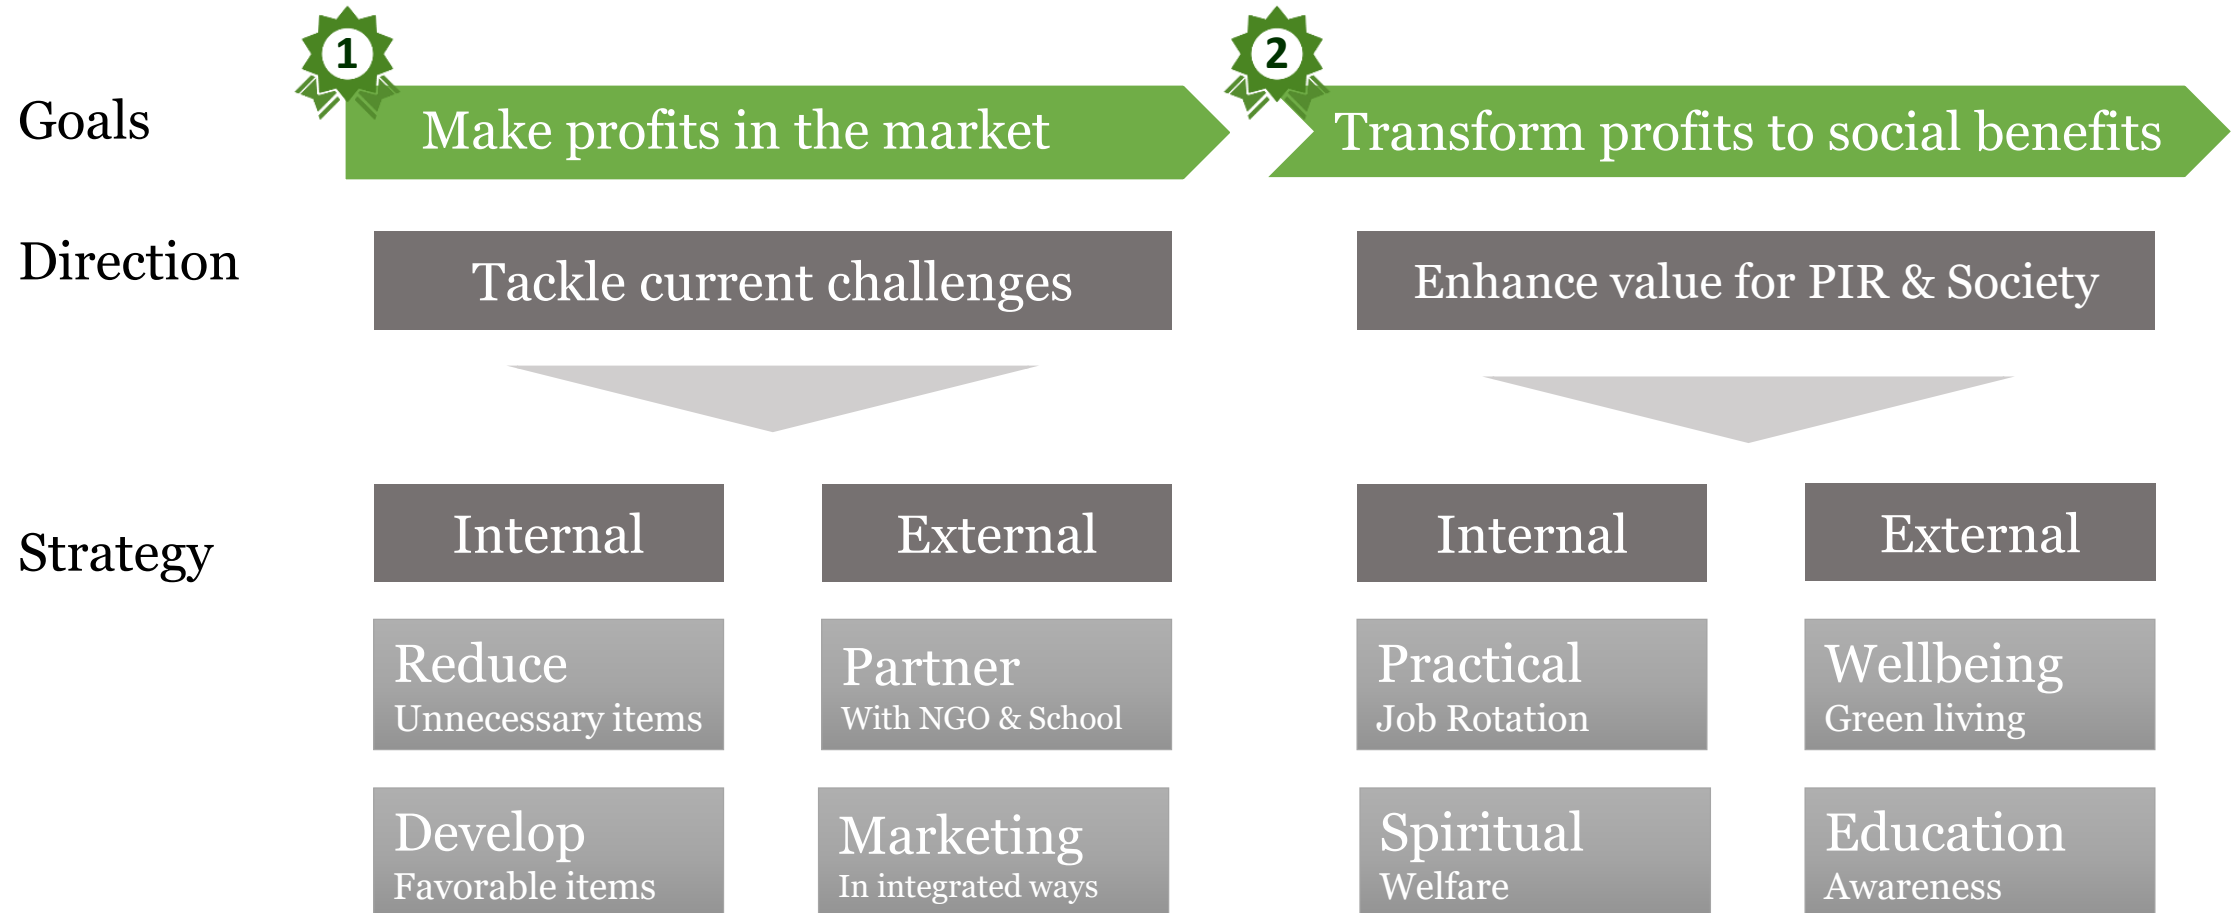 1
2
Goals
Make profits in the market
Transform profits to social benefits
Direction
Tackle current challenges
Enhance value for PIR & Society
Strategy
Internal
External
Internal
External
Reduce
Unnecessary items
Partner
With NGO & School
Practical
Job Rotation
Wellbeing
Green living
Develop
Favorable items
Marketing
In integrated ways
Spiritual
Welfare
Education
Awareness